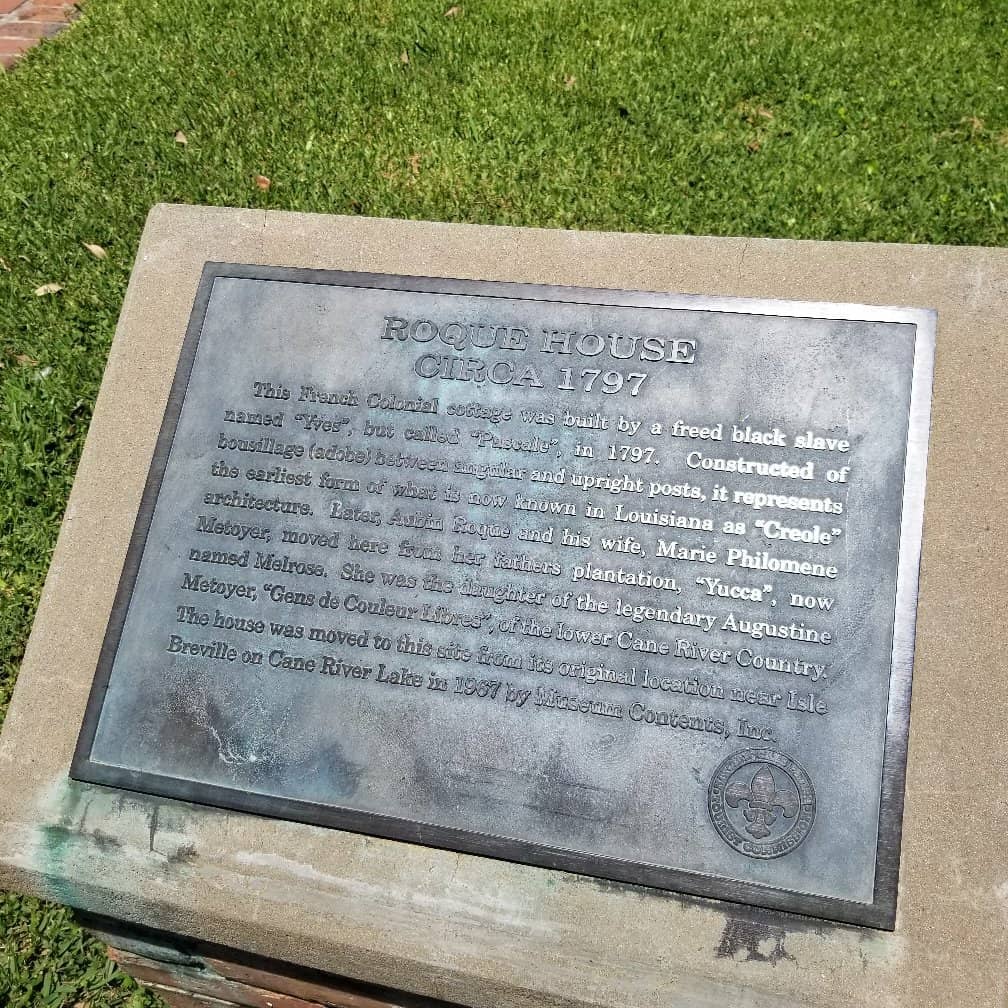 ROQUE HOUSE
CIRCA 1797
This French Colonial cottage was built by a freed black slave
named "Yves", but called "Pascale", in 1797. Constructed of
bousillage (adobe) between angular and upright posts, it represents
the earliest form of what is now known in Louisiana as "Creole"
architecture. Later, Aubin Roque and his wife, Marie Philomene
Metoyer, moved here from her fathers plantation, "Yucca", now
named Melrose. She was the daughter of the legendary Augustine
Metoyer, "Gens de Couleur Libres", of the lower Cane River Country.
The house was moved to this site from its original location near Isle
Breville on Cane River Lake in 1967 by Museum Contents, Inc.